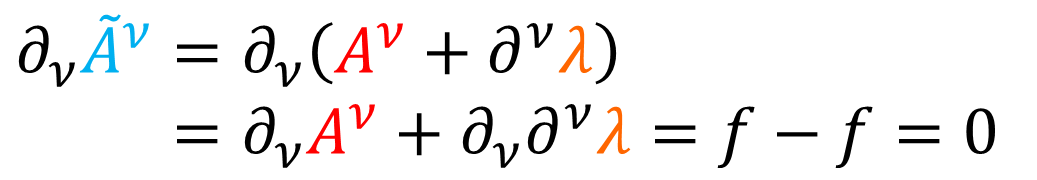 ∂_ν Ã^ν = ∂_ν(A^ν + ∂^ν λ)
= ∂_ν A^ν + ∂_ν ∂^ν λ = f − f = 0